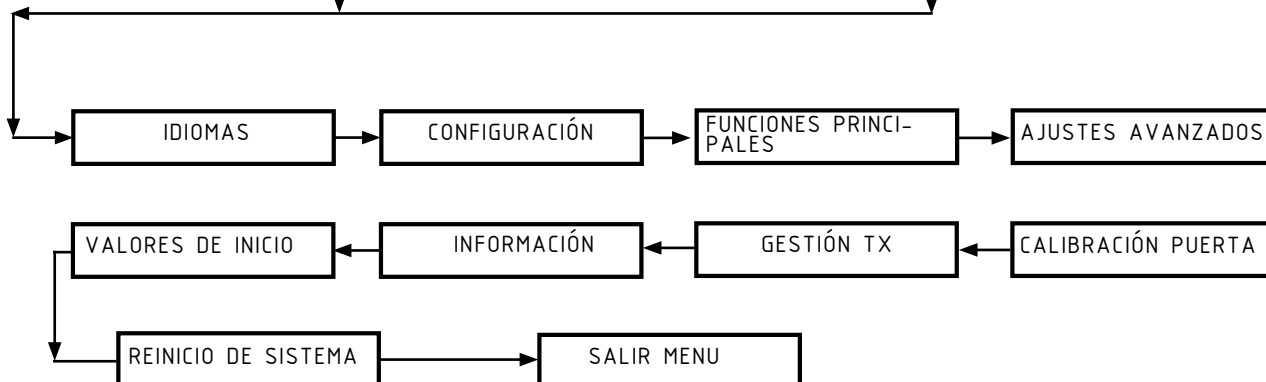 IDIOMAS
CONFIGURACIÓN
FUNCIONES PRINCI-
PALES
AJUSTES AVANZADOS
VALORES DE INICIO
INFORMACIÓN
GESTIÓN TX
CALIBRACIÓN PUERTA
REINICIO DE SISTEMA
SALIR MENU